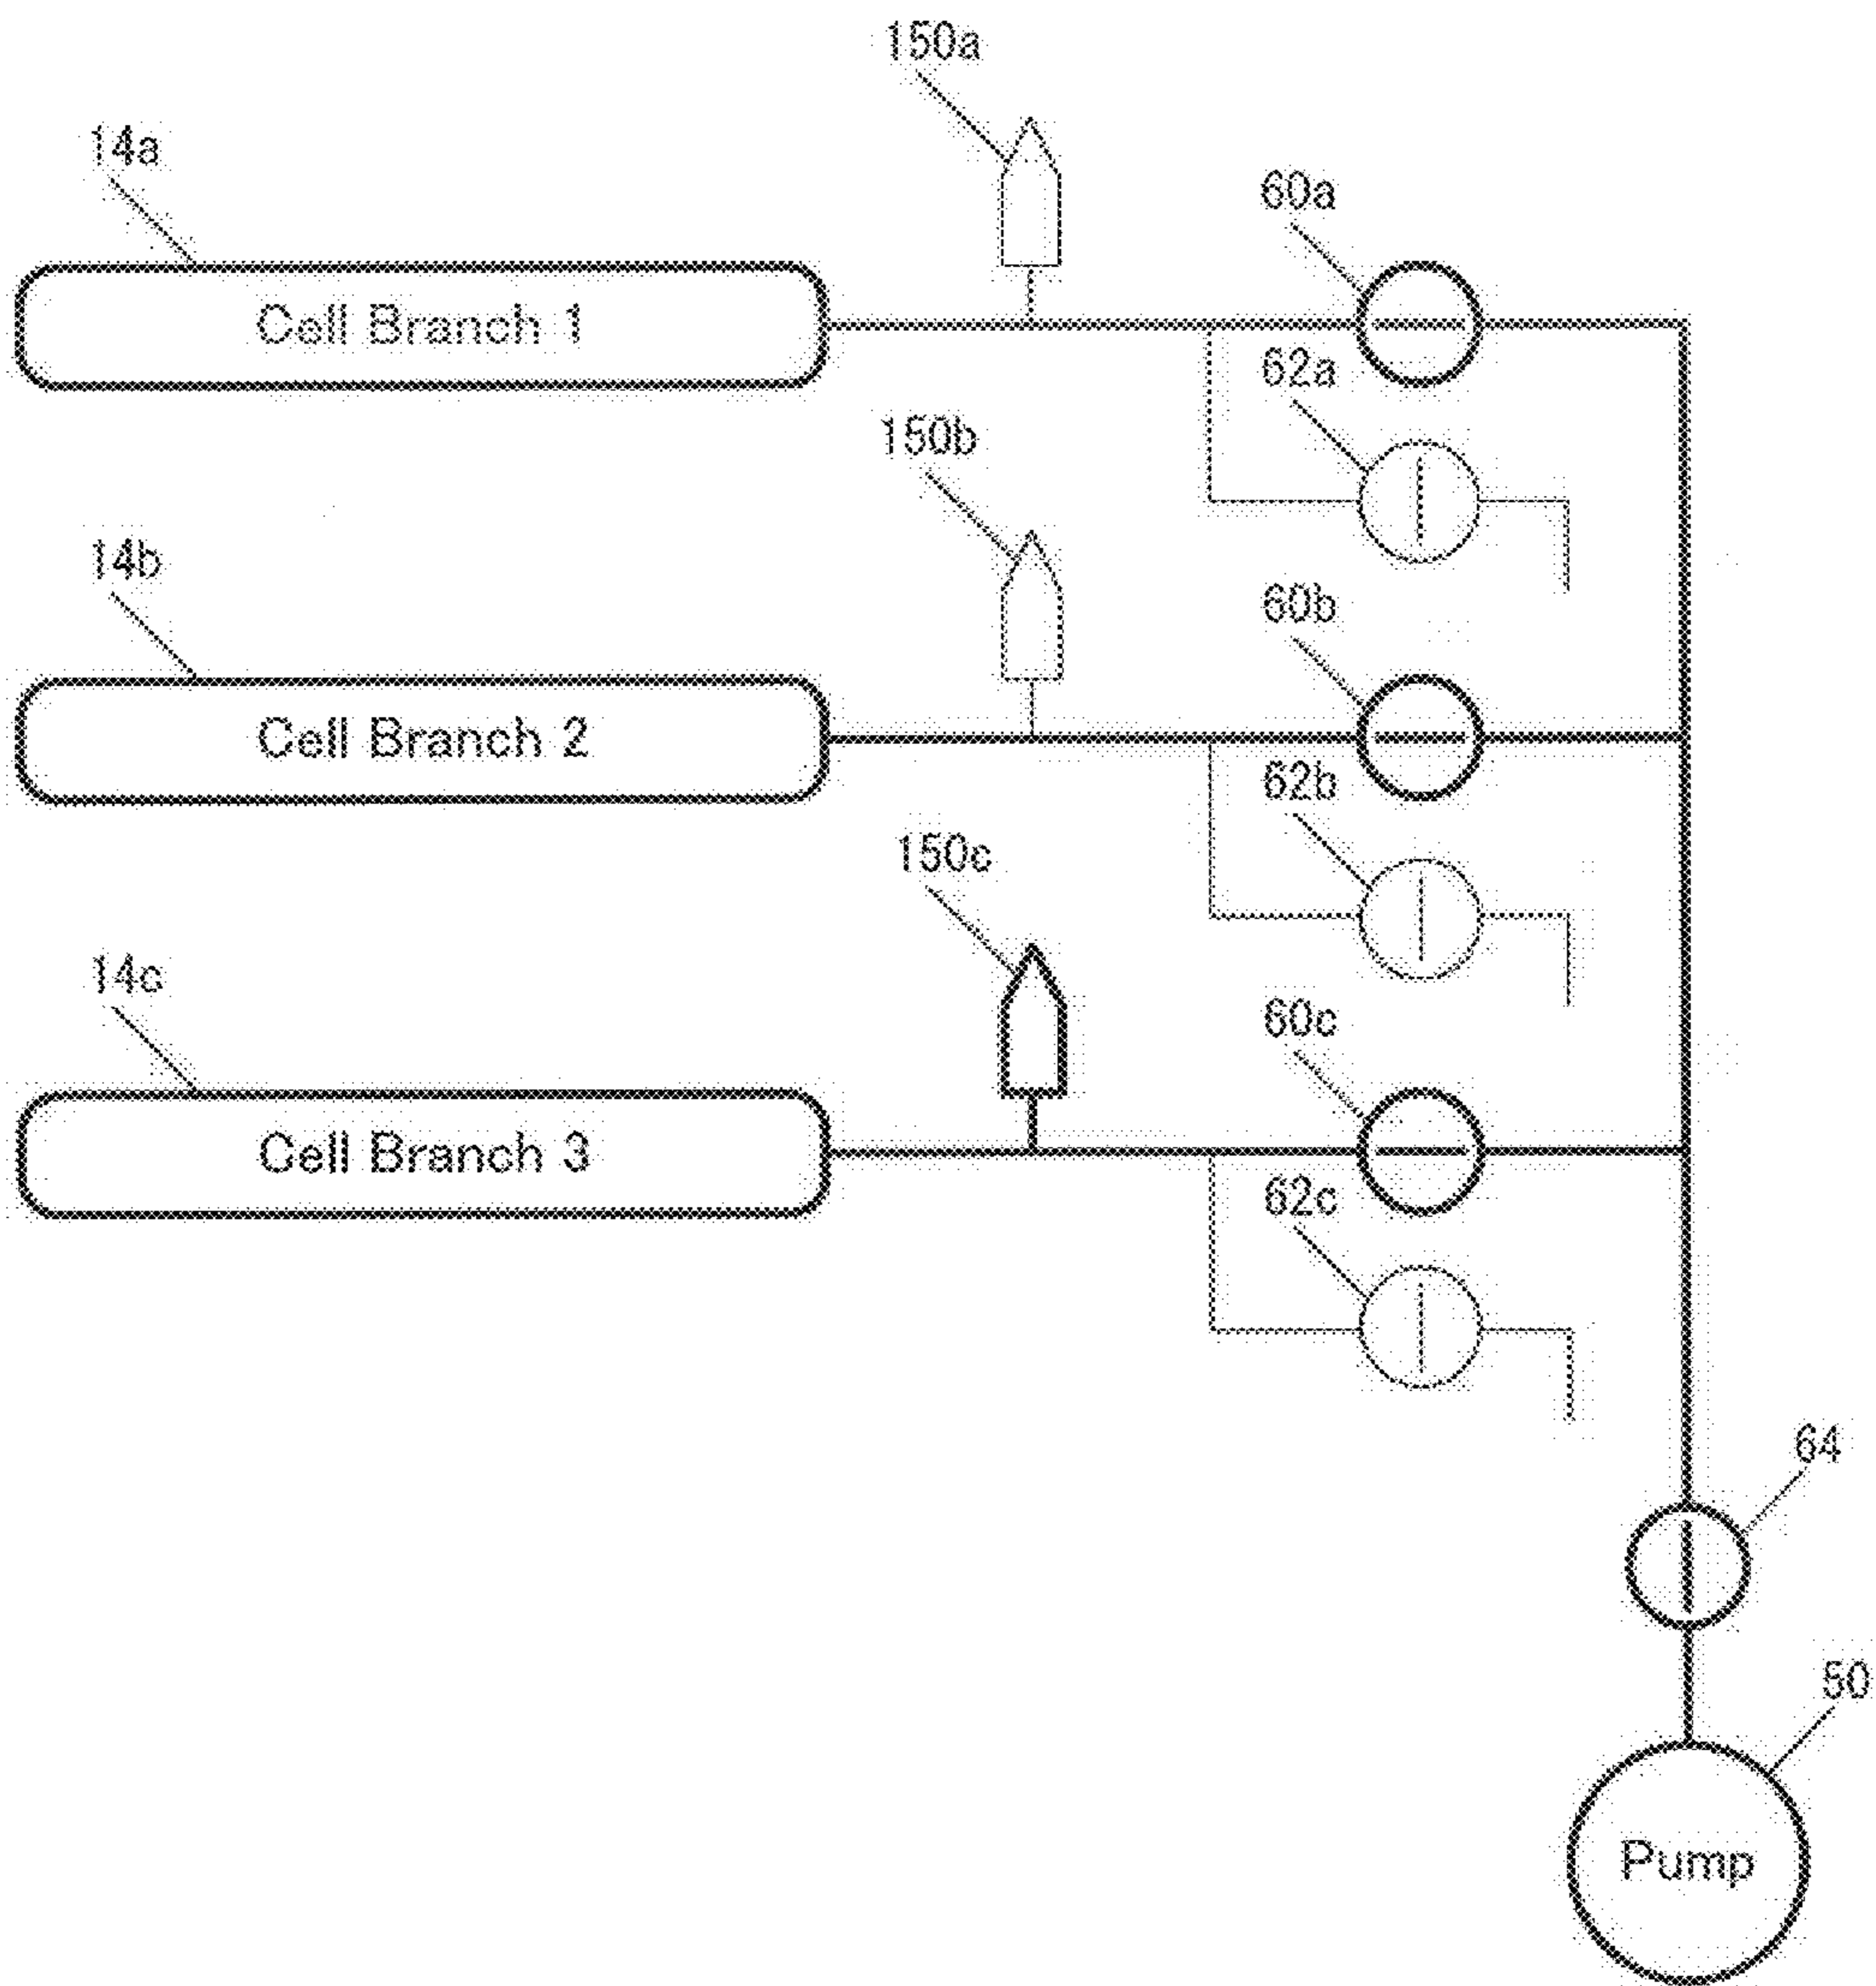 150a
14a
60a
Cell Branch 1
62a
150b
14b
60b
Cell Branch 2
62b
150c
14c
60c
Cell Branch 3
62c
64
50
Pump